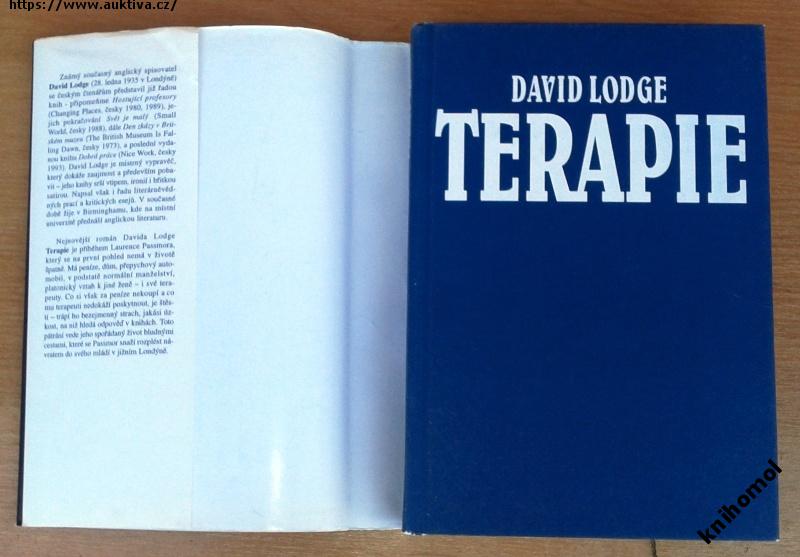 https://www.auktiva.cz/
Známý současný anglický spisovatel
David Lodge (28. ledna 1935 v Londýně)
se českým čtenářům představil již řadou
knih - připomeňme Hostující profesory
(Changing Places, česky 1980, 1989), je-
jich pokračování Svět je malý (Small
World, česky 1988), dále Den zkázy v Brit-
ském muzeu (The British Museum Is Fal-
ling Dawn, česky 1973), a poslední vyda-
nou knihu Dobrá práce (Nice Work, česky
1993). David Lodge je mistrný vypravěč,
který dokáže zaujmout a především poba-
vit – jeho knihy srší vtipem, ironií i břitkou
satirou. Napsal však i řadu literárněvěd-
ných prací a kritických esejů. V současné
době žije v Birminghamu, kde na místní
univerzitě přednáší anglickou literaturu.
Nejnovější román Davida Lodge
Terapie je příběhem Laurence Passmora,
který se na první pohled nemá v životě
špatně. Má peníze, dům, přepychový auto-
mobil, v podstatě normální manželství,
platonický vztah k jiné ženě – i své tera-
peuty. Co si však za peníze nekoupí a co
mu terapeuti nedokáží poskytnout, je štěs-
tí – trápí ho bezejmenný strach, jakási úz-
kost, na niž hledá odpověď v knihách. Toto
pátrání vede jeho spořádaný život bludnými
cestami, které se Passmor snaží rozplést ná-
vratem do svého mládí v jižním Londýně.
DAVID LODGE
TERAPIE
knihomol